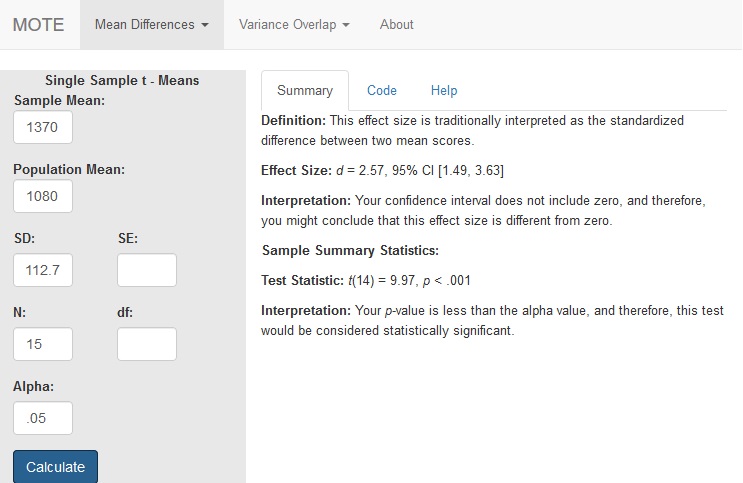 MOTE Mean Differences Variance Overlap About
Single Sample t - Means
Sample Mean:
1370
Population Mean:
1080
SD: SE:
112.7
N: df:
15
Alpha:
.05
Calculate
Summary Code Help
Definition: This effect size is traditionally interpreted as the standardized
difference between two mean scores.
Effect Size: d = 2.57, 95% CI [1.49, 3.63]
Interpretation: Your confidence interval does not include zero, and therefore,
you might conclude that this effect size is different from zero.
Sample Summary Statistics:
Test Statistic: t(14) = 9.97, p < .001
Interpretation: Your p-value is less than the alpha value, and therefore, this test
would be considered statistically significant.